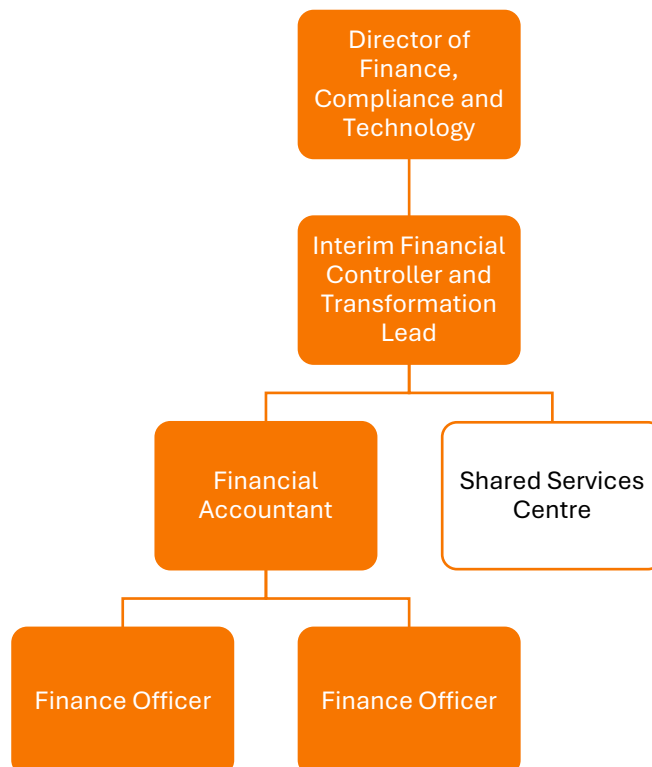 Director of
Finance,
Compliance and
Technology
Interim Financial
Controller and
Transformation
Lead
Financial
Accountant
Shared Services
Centre
Finance Officer
Finance Officer